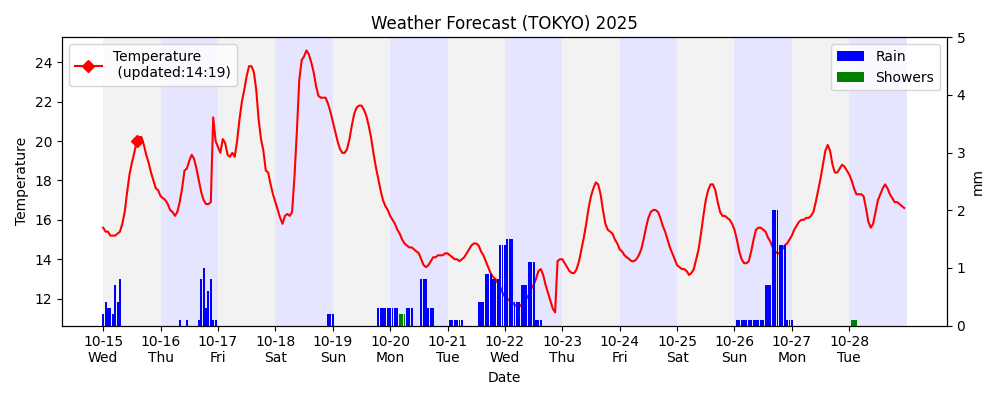 Weather Forecast (TOKYO) 2025
Temperature
(updated:14:19)
Rain
Showers
Temperature
24
22
20
18
16
14
12
5
4
3
2
1
0
mm
10-15 10-16 10-17 10-18 10-19 10-20 10-21 10-22 10-23 10-24 10-25 10-26 10-27 10-28
Wed Thu Fri Sat Sun Mon Tue Wed Thu Fri Sat Sun Mon Tue
Date